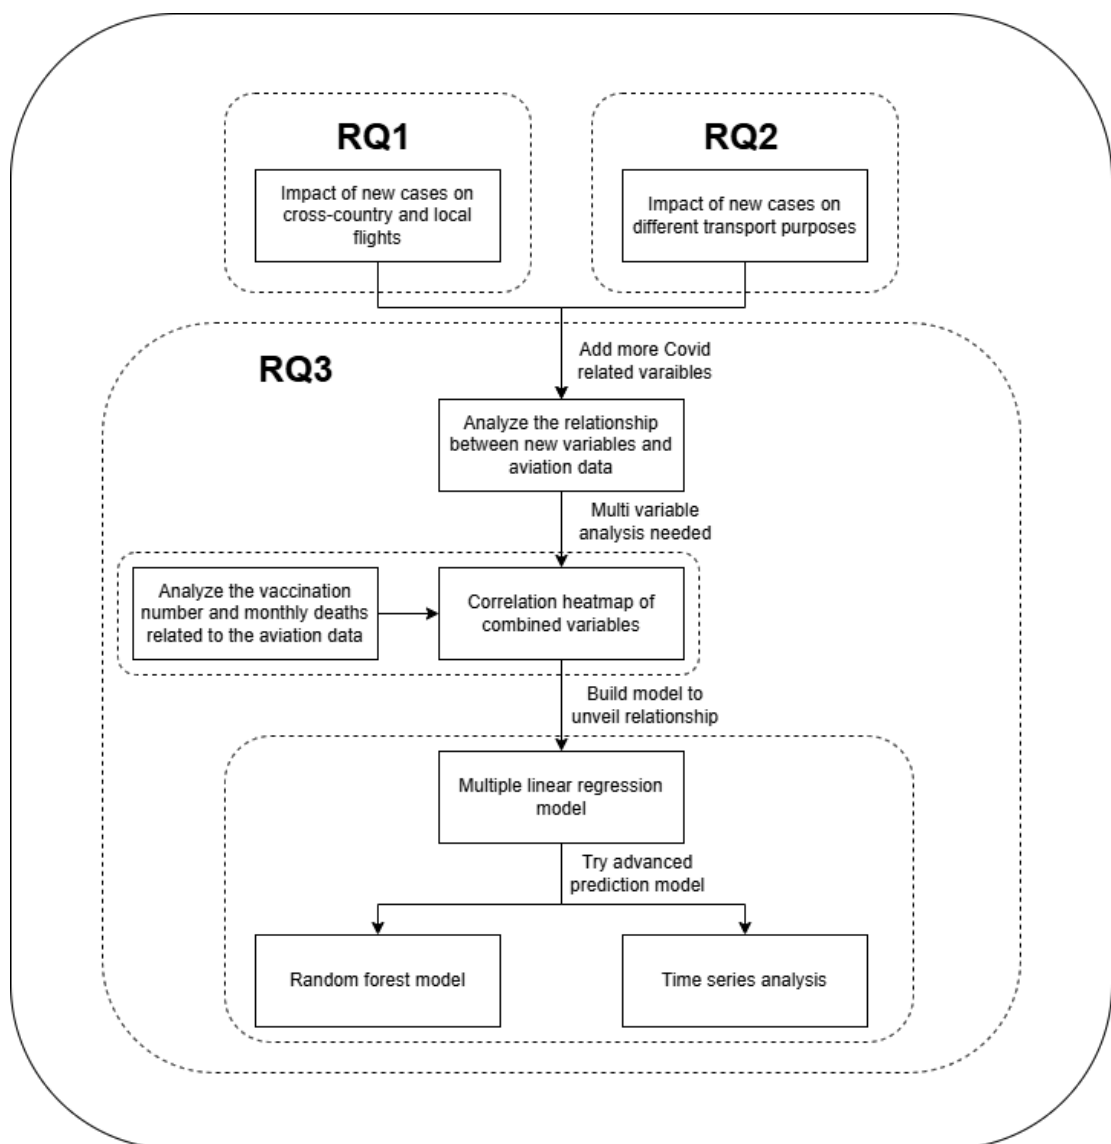 RQ1
Impact of new cases on
cross-country and local
flights
RQ2
Impact of new cases on
different transport purposes
RQ3
Add more Covid
related varaibles
Analyze the relationship
between new variables and
aviation data
Multi variable
analysis needed
Analyze the vaccination
number and monthly deaths
related to the aviation data
Correlation heatmap of
combined variables
Build model to
unveil relationship
Multiple linear regression
model
Try advanced
prediction model
Random forest model
Time series analysis